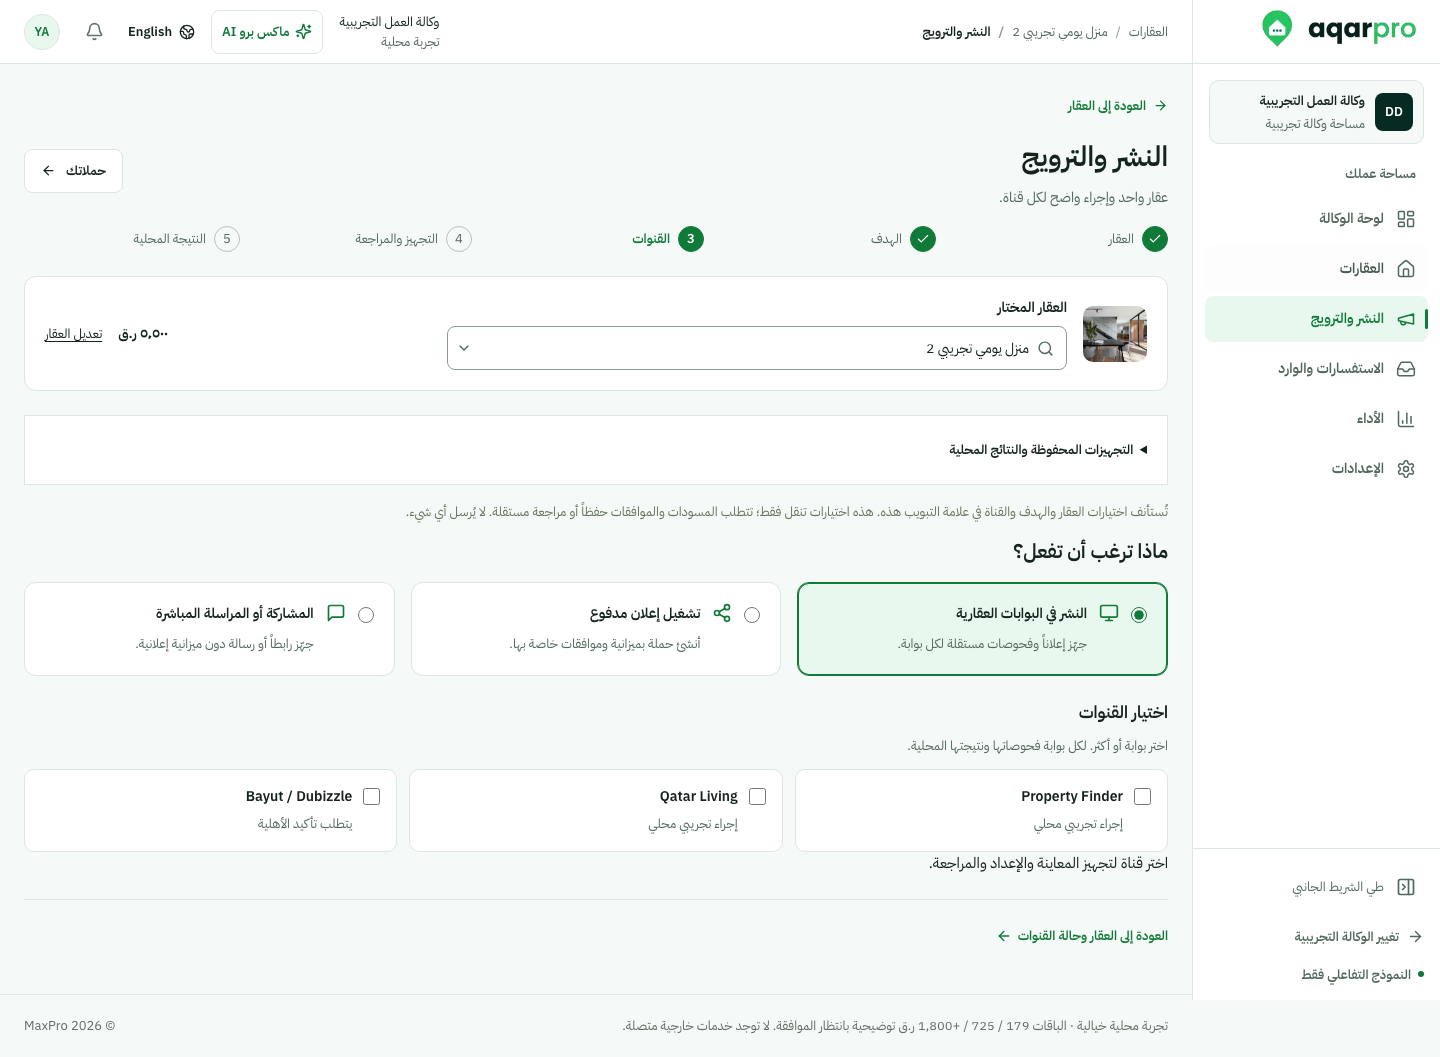 aqarpro
وكالة العمل التجريبية
تجربة محلية
ماكس برو AI
English
YA
العقارات / منزل يومي تجريبي 2 / النشر والترويج
DD
وكالة العمل التجريبية
مساحة وكالة تجريبية
مساحة عملك
لوحة الوكالة
العقارات
النشر والترويج
الاستفسارات والوارد
الأداء
الإعدادات
طي الشريط الجانبي
تغيير الوكالة التجريبية
النموذج التفاعلي فقط
العودة إلى العقار
النشر والترويج
عقار واحد وإجراء واضح لكل قناة.
حملاتك
العقار
الهدف
3 القنوات
4 التجهيز والمراجعة
5 النتيجة المحلية
العقار المختار
منزل يومي تجريبي 2
٥,٥٠٠ ر.ق
تعديل العقار
التجهيزات المحفوظة والنتائج المحلية
تُستأنف اختيارات العقار والهدف والقناة في علامة التبويب هذه. هذه اختيارات تنقل فقط؛ تتطلب المسودات والموافقات حفظاً أو مراجعة مستقلة. لا يُرسل أي شيء.
ماذا ترغب أن تفعل؟
النشر في البوابات العقارية
جهّز إعلاناً وفحوصات مستقلة لكل بوابة.
تشغيل إعلان مدفوع
أنشئ حملة بميزانية وموافقات خاصة بها.
المشاركة أو المراسلة المباشرة
جهّز رابطاً أو رسالة دون ميزانية إعلانية.
اختيار القنوات
اختر بوابة أو أكثر. لكل بوابة فحوصاتها ونتيجتها المحلية.
Property Finder
إجراء تجريبي محلي
Qatar Living
إجراء تجريبي محلي
Bayut / Dubizzle
يتطلب تأكيد الأهلية
اختر قناة لتجهيز المعاينة والإعداد والمراجعة.
العودة إلى العقار وحالة القنوات
تجربة محلية خيالية · الباقات 179 / 725 / +1,800 ر.ق توضيحية بانتظار الموافقة. لا توجد خدمات خارجية متصلة.
© 2026 MaxPro